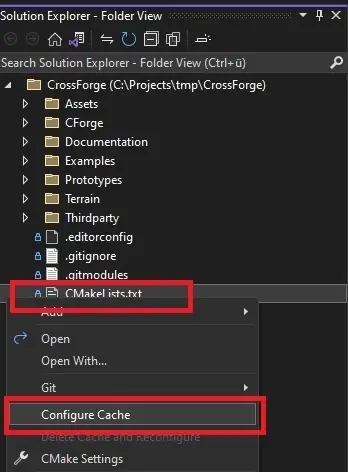 Solution Explorer - Folder View
Search Solution Explorer - Folder View (Ctrl+ü)
CrossForge (C:\Projects\tmp\CrossForge)
Assets
CForge
Documentation
Examples
Prototypes
Terrain
Thirdparty
.editorconfig
.gitignore
.gitmodules
CMakeLists.txt
Add
Open
Open With...
Git
Configure Cache
Delete Cache and Reconfigure
CMake Settings